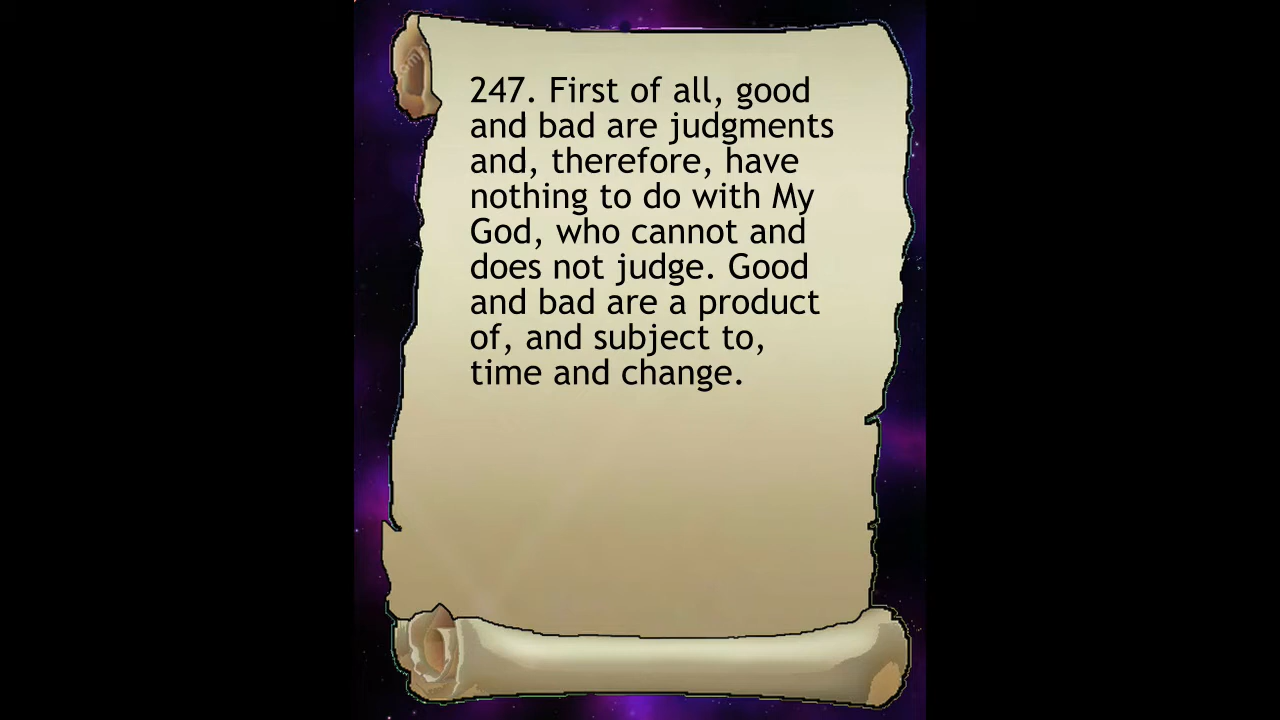 247. First of all, good
and bad are judgments
and, therefore, have
nothing to do with My
God, who cannot and
does not judge. Good
and bad are a product
of, and subject to,
time and change.